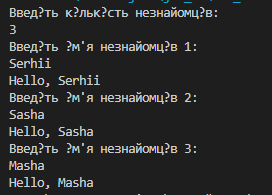 Введ?ть к?льк?сть незнайомц?в:
3
Введ?ть ?м'я незнайомц?в 1:
Serhii
Hello, Serhii
Введ?ть ?м'я незнайомц?в 2:
Sasha
Hello, Sasha
Введ?ть ?м'я незнайомц?в 3:
Masha
Hello, Masha